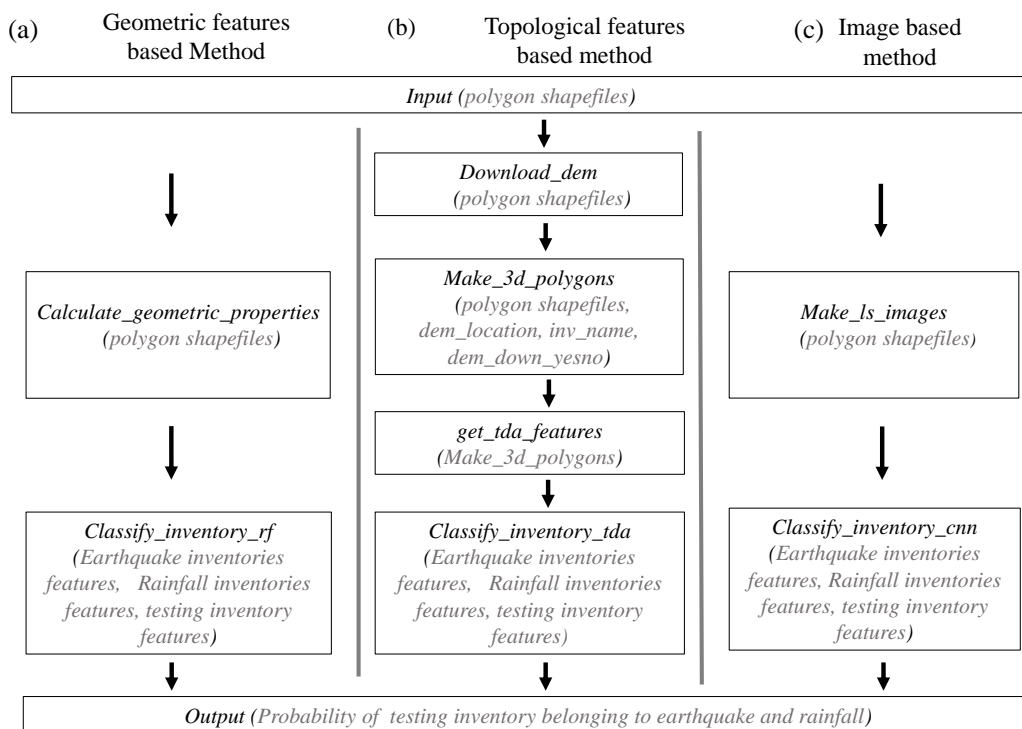 (a)
Geometric features
based Method
(b)
Topological features
based method
(c)
Image based
method
Input (polygon shapefiles)
Calculate_geometric_properties
(polygon shapefiles)
Classify_inventory_rf
(Earthquake inventories
features, Rainfall inventories
features, testing inventory
features)
Download_dem
(polygon shapefiles)
Make_3d_polygons
(polygon shapefiles,
dem_location, inv_name,
dem_down_yesno)
get_tda_features
(Make_3d_polygons)
Classify_inventory_tda
(Earthquake inventories
features, Rainfall inventories
features, testing inventory
features)
Make_ls_images
(polygon shapefiles)
Classify_inventory_cnn
(Earthquake inventories
features, Rainfall inventories
features, testing inventory
features)
Output (Probability of testing inventory belonging to earthquake and rainfall)